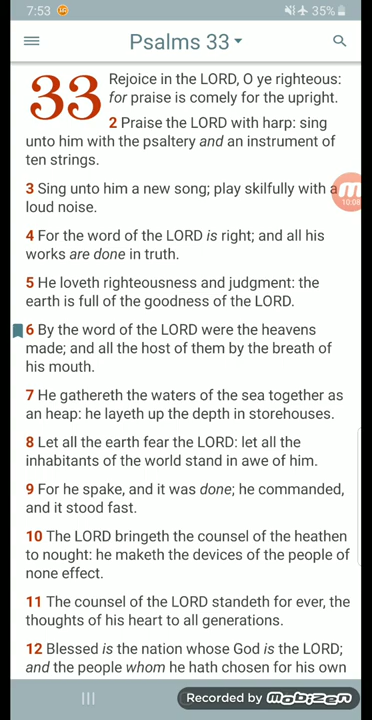 7:53 35%
Psalms 33
33 Rejoice in the LORD, O ye righteous:
for praise is comely for the upright.
2 Praise the LORD with harp: sing
unto him with the psaltery and an instrument of
ten strings.
3 Sing unto him a new song; play skilfully with a
loud noise.
10:08
4 For the word of the LORD is right; and all his
works are done in truth.
5 He loveth righteousness and judgment: the
earth is full of the goodness of the LORD.
6 By the word of the LORD were the heavens
made; and all the host of them by the breath of
his mouth.
7 He gathereth the waters of the sea together as
an heap: he layeth up the depth in storehouses.
8 Let all the earth fear the LORD: let all the
inhabitants of the world stand in awe of him.
9 For he spake, and it was done; he commanded,
and it stood fast.
10 The LORD bringeth the counsel of the heathen
to nought: he maketh the devices of the people of
none effect.
11 The counsel of the LORD standeth for ever, the
thoughts of his heart to all generations.
12 Blessed is the nation whose God is the LORD;
and the people whom he hath chosen for his own
Recorded by mobizen